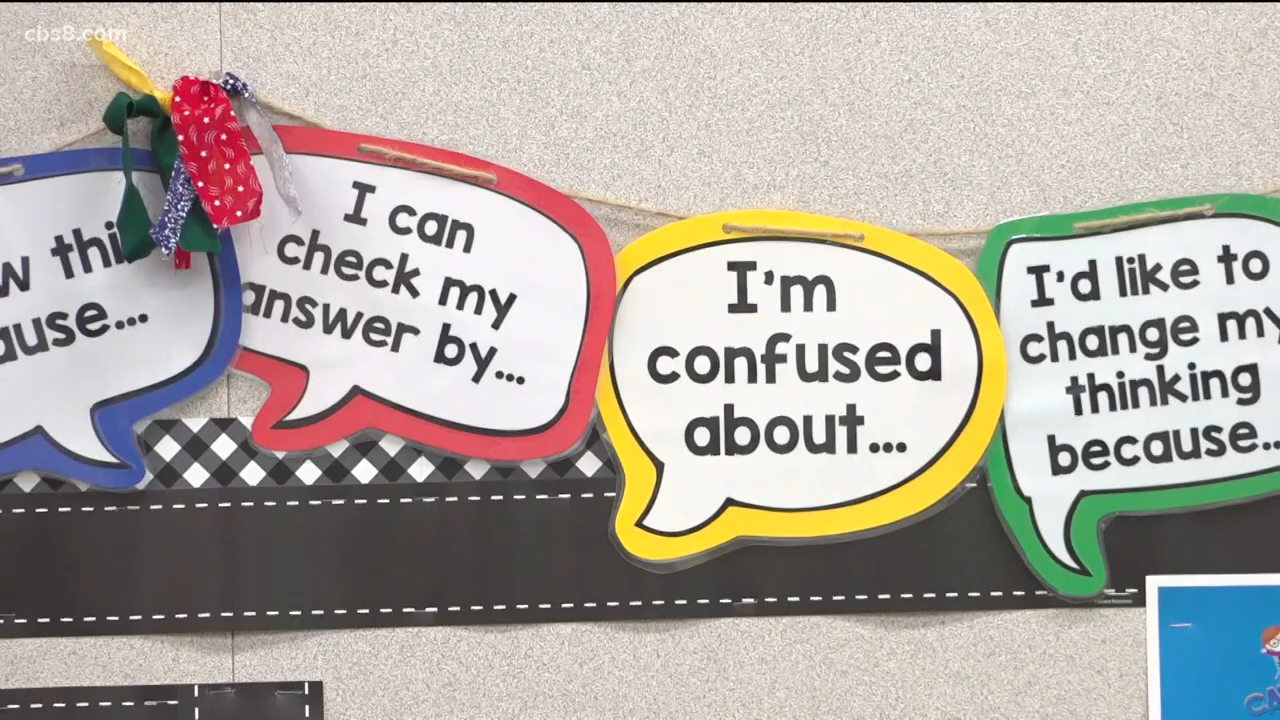 cbs8.com
I can
check my
answer by...
I'm
confused
about...
I'd like to
change my
thinking
because...